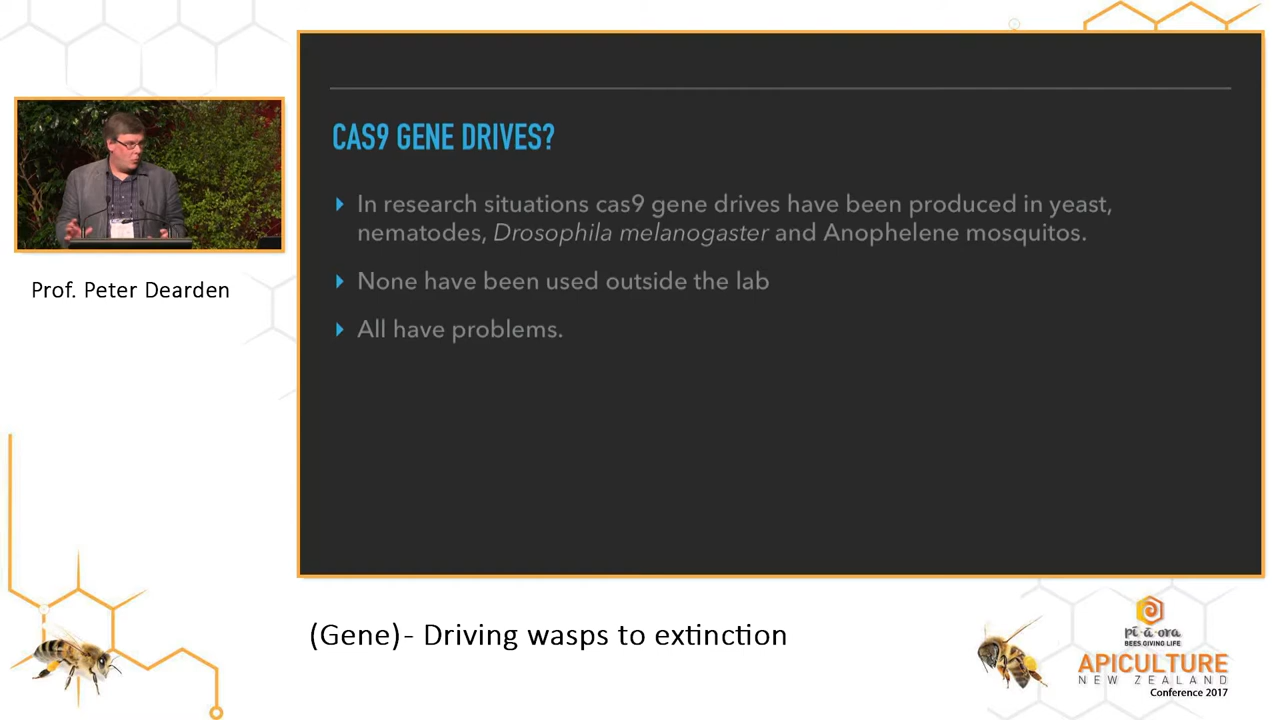 CAS9 GENE DRIVES?
In research situations cas9 gene drives have been produced in yeast,
nematodes, Drosophila melanogaster and Anophelene mosquitos.
None have been used outside the lab
All have problems.
Prof. Peter Dearden
(Gene)- Driving wasps to extinction
pī-ā-ora
BEES GIVING LIFE
APICULTURE
NEW ZEALAND
Conference 2017